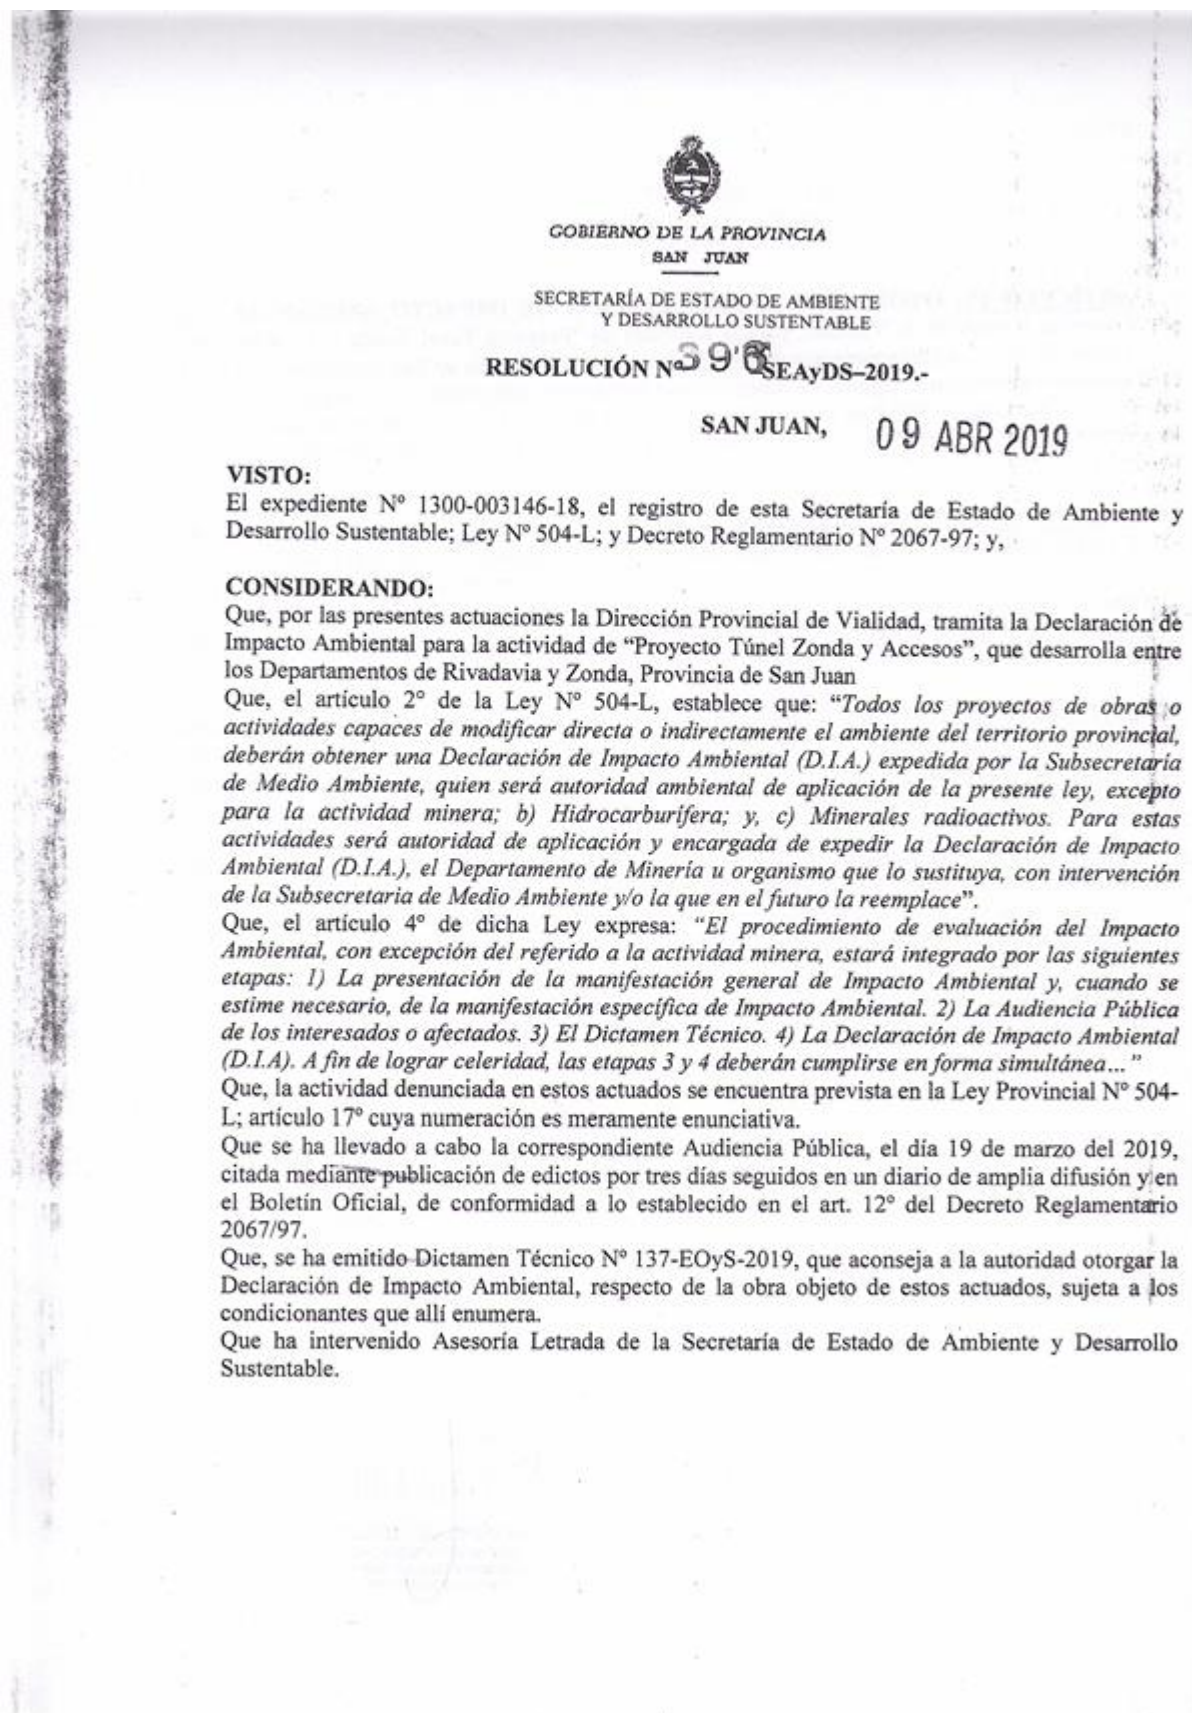 GOBIERNO DE LA PROVINCIA
SAN JUAN
SECRETARÍA DE ESTADO DE AMBIENTE
Y DESARROLLO SUSTENTABLE
RESOLUCIÓN Nº SEAyDS–2019.-
SAN JUAN, 09 ABR 2019
VISTO:
El expediente Nº 1300-003146-18, el registro de esta Secretaría de Estado de Ambiente y
Desarrollo Sustentable; Ley Nº 504-L; y Decreto Reglamentario Nº 2067-97; y,
CONSIDERANDO:
Que, por las presentes actuaciones la Dirección Provincial de Vialidad, tramita la Declaración de
Impacto Ambiental para la actividad de “Proyecto Túnel Zonda y Accesos”, que desarrolla entre
los Departamentos de Rivadavia y Zonda, Provincia de San Juan
Que, el artículo 2° de la Ley Nº 504-L, establece que: “Todos los proyectos de obras o
actividades capaces de modificar directa o indirectamente el ambiente del territorio provincial,
deberán obtener una Declaración de Impacto Ambiental (D.I.A.) expedida por la Subsecretaría
de Medio Ambiente, quien será autoridad ambiental de aplicación de la presente ley, excepto
para la actividad minera; b) Hidrocarburífera; y, c) Minerales radioactivos. Para estas
actividades será autoridad de aplicación y encargada de expedir la Declaración de Impacto
Ambiental (D.I.A.), el Departamento de Minería u organismo que lo sustituya, con intervención
de la Subsecretaria de Medio Ambiente y/o la que en el futuro la reemplace”.
Que, el artículo 4° de dicha Ley expresa: “El procedimiento de evaluación del Impacto
Ambiental, con excepción del referido a la actividad minera, estará integrado por las siguientes
etapas: 1) La presentación de la manifestación general de Impacto Ambiental y, cuando se
estime necesario, de la manifestación específica de Impacto Ambiental. 2) La Audiencia Pública
de los interesados o afectados. 3) El Dictamen Técnico. 4) La Declaración de Impacto Ambiental
(D.I.A). A fin de lograr celeridad, las etapas 3 y 4 deberán cumplirse en forma simultánea...”
Que, la actividad denunciada en estos actuados se encuentra prevista en la Ley Provincial Nº 504-
L; artículo 17° cuya numeración es meramente enunciativa.
Que se ha llevado a cabo la correspondiente Audiencia Pública, el día 19 de marzo del 2019,
citada mediante publicación de edictos por tres días seguidos en un diario de amplia difusión y en
el Boletín Oficial, de conformidad a lo establecido en el art. 12° del Decreto Reglamentario
2067/97.
Que, se ha emitido Dictamen Técnico Nº 137-EOyS-2019, que aconseja a la autoridad otorgar la
Declaración de Impacto Ambiental, respecto de la obra objeto de estos actuados, sujeta a los
condicionantes que allí enumera.
Que ha intervenido Asesoría Letrada de la Secretaría de Estado de Ambiente y Desarrollo
Sustentable.